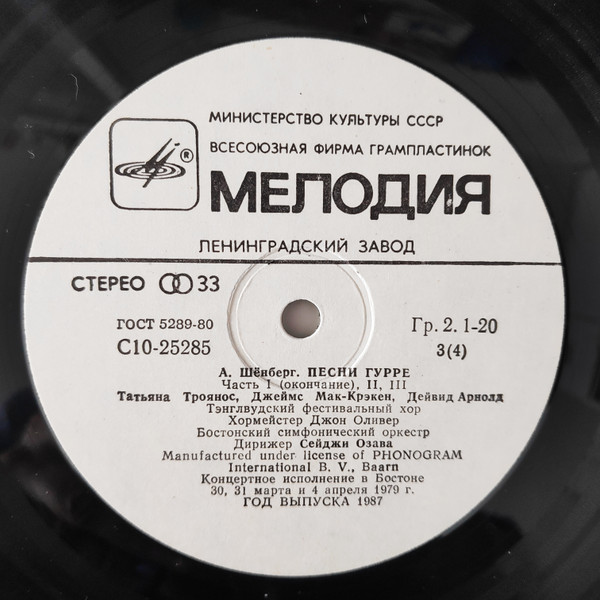 МИНИСТЕРСТВО КУЛЬТУРЫ СССР
ВСЕСОЮЗНАЯ ФИРМА ГРАМПЛАСТИНОК
®
МЕЛОДИЯ
ЛЕНИНГРАДСКИЙ ЗАВОД
СТЕРЕО 33
ГОСТ 5289-80
Гр. 2. 1-20
С10-25285
3(4)
А. Шёнберг. ПЕСНИ ГУРРЕ
Часть I (окончание), II, III
Татьяна Троянос, Джеймс Мак-Крэкен, Дейвид Арнолд
Тэнглвудский фестивальный хор
Хормейстер Джон Оливер
Бостонский симфонический оркестр
Дирижер Сейджи Озава
Manufactured under license of PHONOGRAM
International B. V., Baarn
Концертное исполнение в Бостоне
30, 31 марта и 4 апреля 1979 г.
ГОД ВЫПУСКА 1987